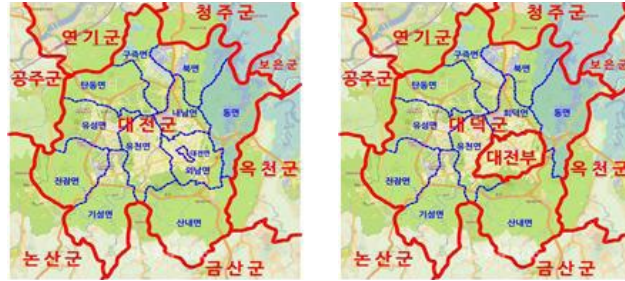 청주군
연기군
보은군
구즉면
북면
공주군
탄동면
동면
유성면
대전군
내남면
유천면
대전면
외남면
옥천군
진잠면
기성면
산내면
논산군
금산군
청주군
연기군
보은군
구즉면
북면
공주군
탄동면
동면
유성면
대덕군
회덕면
유천면
대전부
옥천군
진잠면
기성면
산내면
논산군
금산군